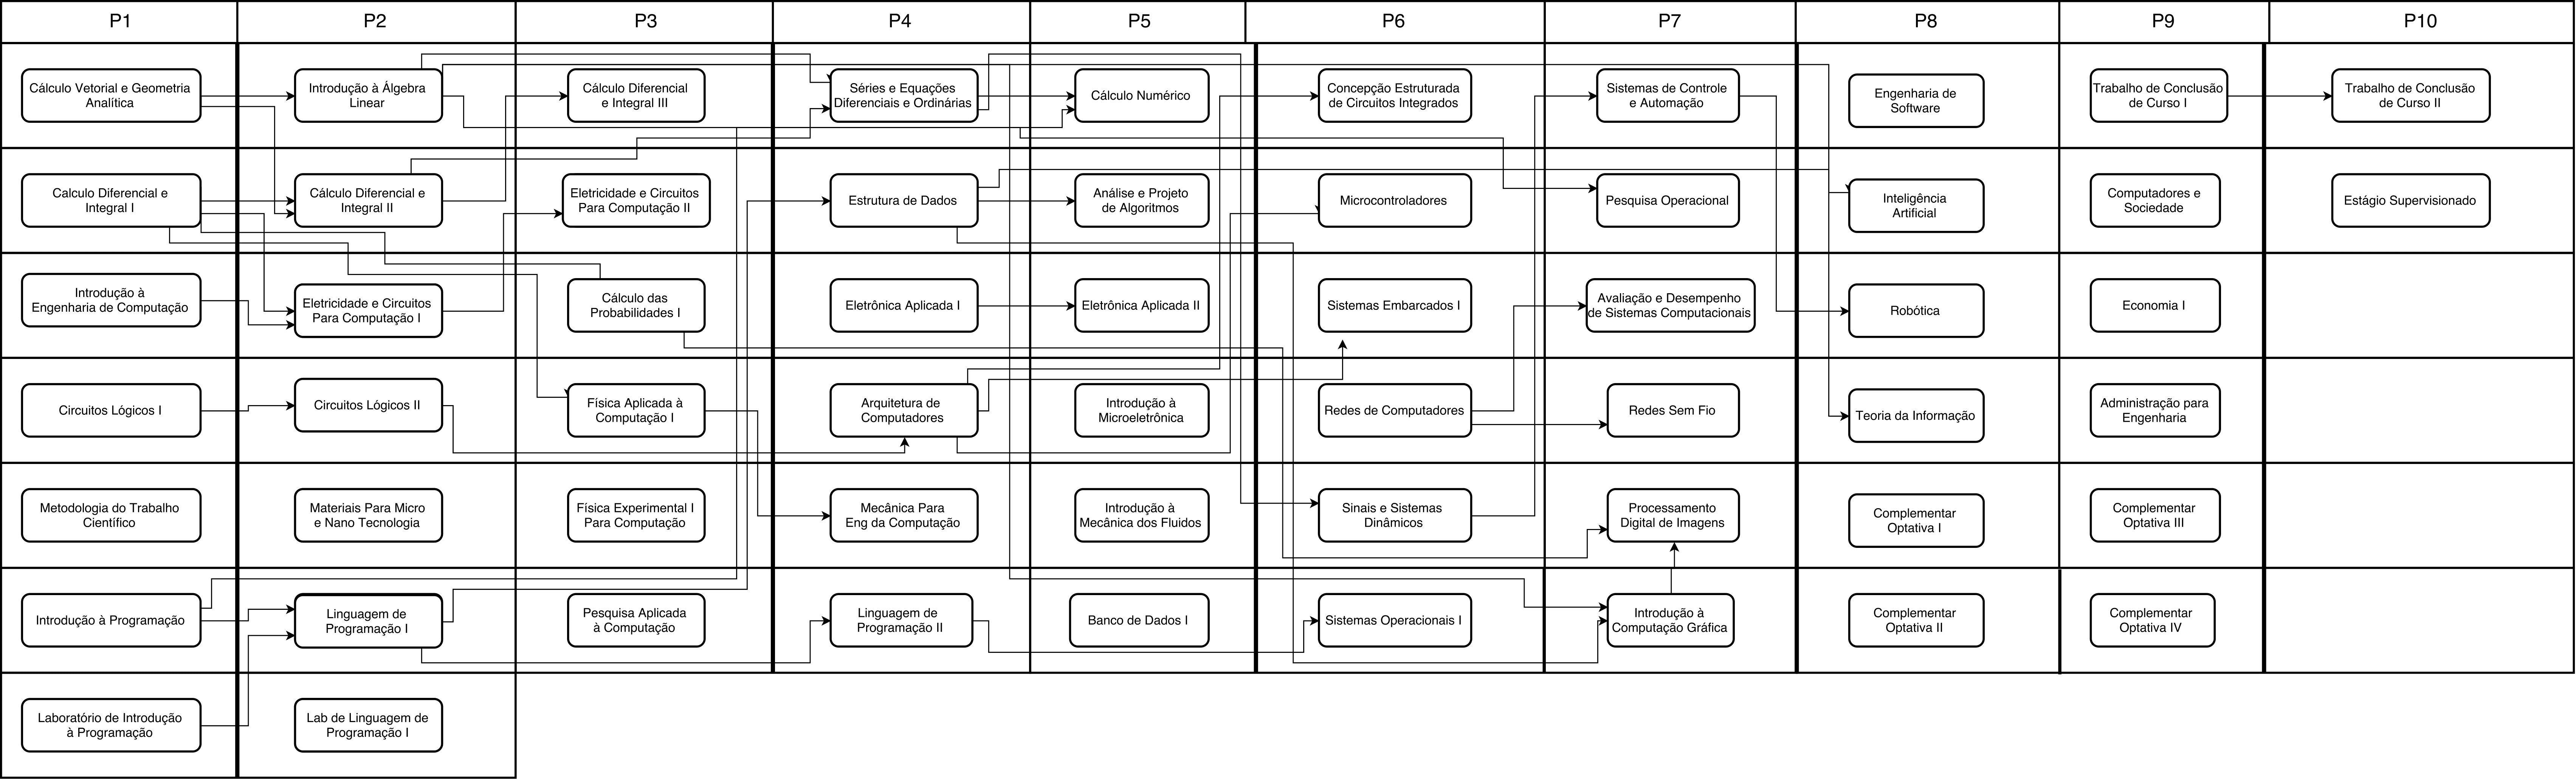 P1
P2
P3
P4
P5
P6
P7
P8
P9
P10
Cálculo Vetorial e Geometria
Analítica
Introdução à Álgebra
Linear
Cálculo Diferencial
e Integral III
Séries e Equações
Diferenciais e Ordinárias
Cálculo Numérico
Concepção Estruturada
de Circuitos Integrados
Sistemas de Controle
e Automação
Engenharia de
Software
Trabalho de Conclusão
de Curso I
Trabalho de Conclusão
de Curso II
Calculo Diferencial e
Integral I
Cálculo Diferencial e
Integral II
Eletricidade e Circuitos
Para Computação II
Estrutura de Dados
Análise e Projeto
de Algoritmos
Microcontroladores
Pesquisa Operacional
Inteligência
Artificial
Computadores e
Sociedade
Estágio Supervisionado
Introdução à
Engenharia de Computação
Eletricidade e Circuitos
Para Computação I
Cálculo das
Probabilidades I
Eletrônica Aplicada I
Eletrônica Aplicada II
Sistemas Embarcados I
Avaliação e Desempenho
de Sistemas Computacionais
Robótica
Economia I
Circuitos Lógicos I
Circuitos Lógicos II
Física Aplicada à
Computação I
Arquitetura de
Computadores
Introdução à
Microeletrônica
Redes de Computadores
Redes Sem Fio
Teoria da Informação
Administração para
Engenharia
Metodologia do Trabalho
Científico
Materiais Para Micro
e Nano Tecnologia
Física Experimental I
Para Computação
Mecânica Para
Eng da Computação
Introdução à
Mecânica dos Fluidos
Sinais e Sistemas
Dinâmicos
Processamento
Digital de Imagens
Complementar
Optativa I
Complementar
Optativa III
Introdução à Programação
Linguagem de
Programação I
Pesquisa Aplicada
à Computação
Linguagem de
Programação II
Banco de Dados I
Sistemas Operacionais I
Introdução à
Computação Gráfica
Complementar
Optativa II
Complementar
Optativa IV
Laboratório de Introdução
à Programação
Lab de Linguagem de
Programação I